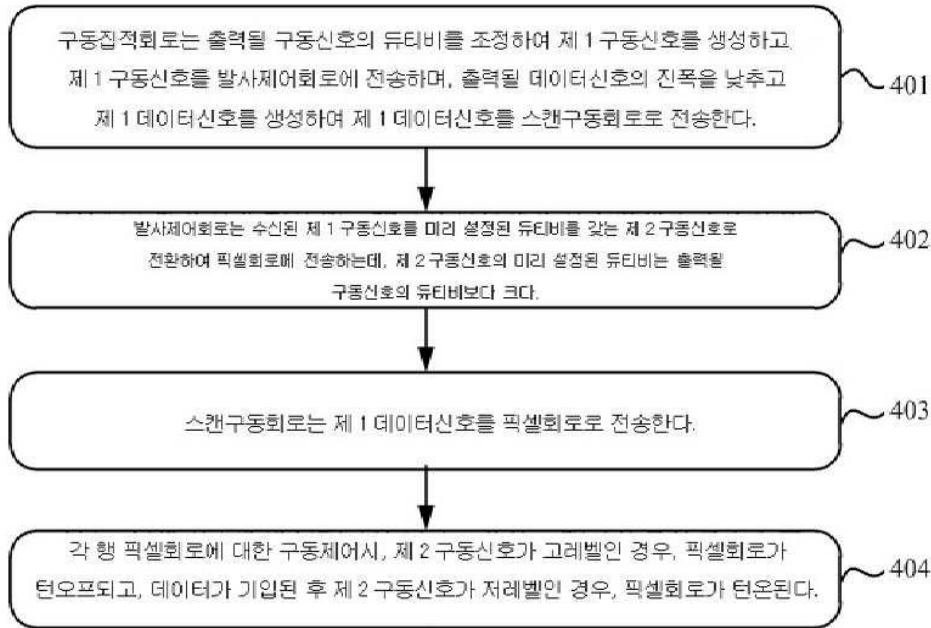 구동집적회로는 출력될 구동신호의 듀티비를 조정하여 제 1 구동신호를 생성하고,
제 1 구동신호를 발사제어회로에 전송하며, 출력될 데이터신호의 진폭을 낮추고
제 1 데이터신호를 생성하여 제 1 데이터신호를 스캔구동회로로 전송한다.
401
발사제어회로는 수신된 제 1 구동신호를 미리 설정된 듀티비를 갖는 제 2 구동신호로
전환하여 픽셀회로에 전송하는데, 제 2 구동신호의 미리 설정된 듀티비는 출력될
구동신호의 듀티비보다 크다.
402
스캔구동회로는 제 1 데이터신호를 픽셀회로로 전송한다.
403
각 행 픽셀회로에 대한 구동제어시, 제 2 구동신호가 고레벨인 경우, 픽셀회로가
턴오프되고, 데이터가 기입된 후 제 2 구동신호가 저레벨인 경우, 픽셀회로가 턴온된다.
404